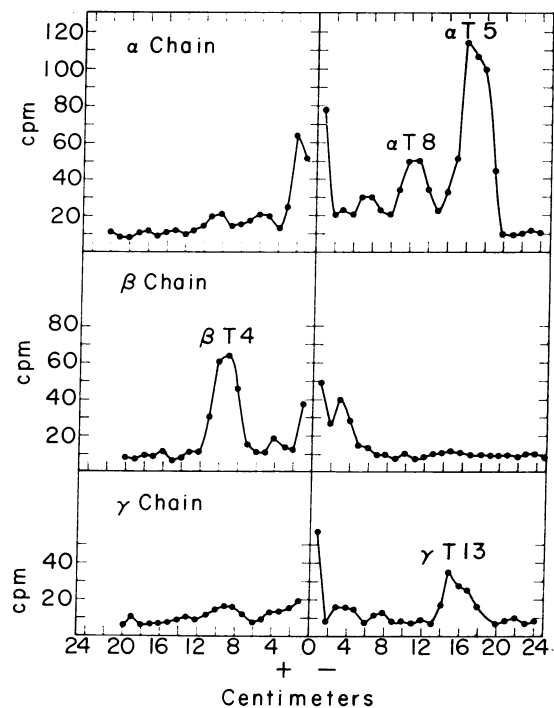 120
100
80
60
40
20
cpm
α Chain
αT5
αT8
80
60
40
20
cpm
β Chain
βT4
40
20
cpm
γ Chain
γT13
24 20 16 12 8 4 0 4 8 12 16 20 24
+ −
Centimeters